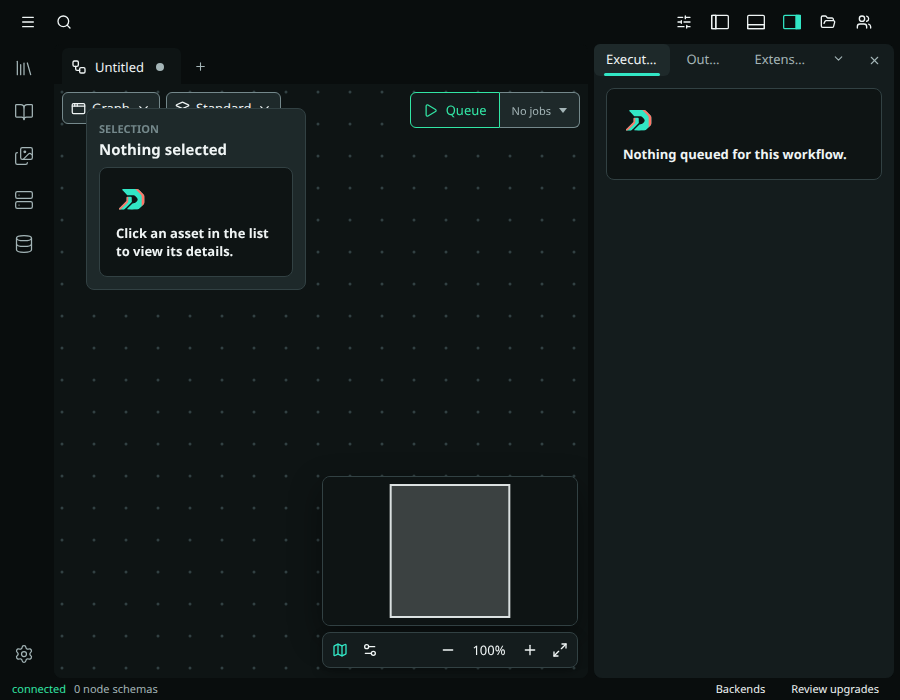 Untitled
Execut...
Out...
Extens...
Graph
Standard
Queue
No jobs
SELECTION
Nothing selected
Click an asset in the list
to view its details.
Nothing queued for this workflow.
100%
connected
0 node schemas
Backends
Review upgrades